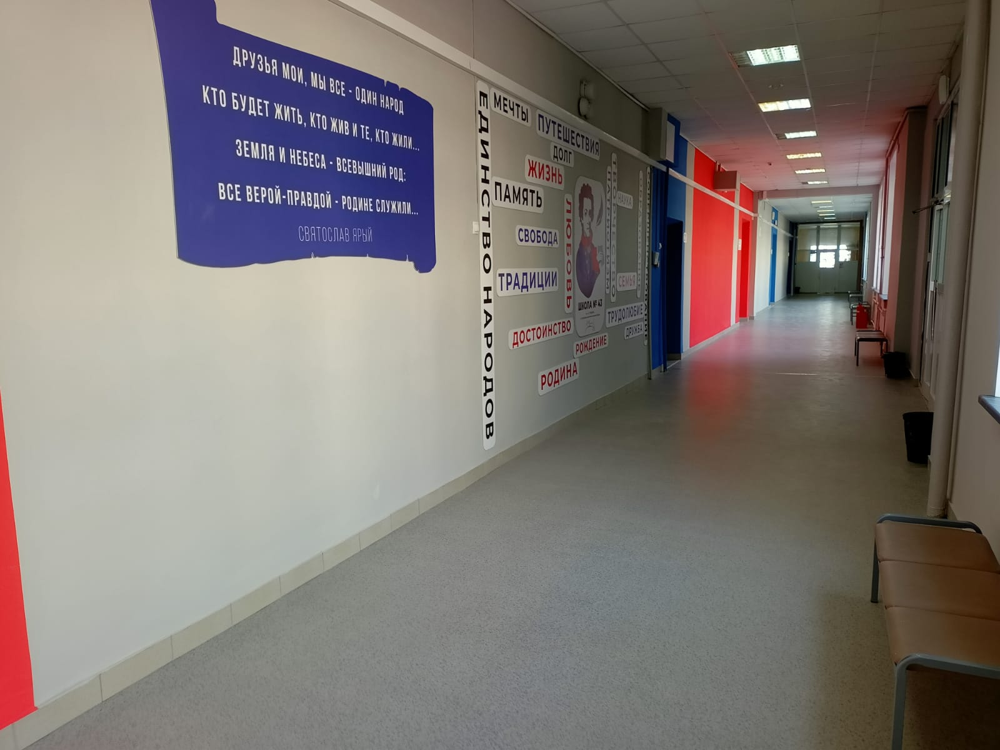 ДРУЗЬЯ МОИ, МЫ ВСЕ - ОДИН НАРОД
КТО БУДЕТ ЖИТЬ, КТО ЖИВ И ТЕ, КТО ЖИЛИ...
ЗЕМЛЯ И НЕБЕСА - ВСЕВЫШНИЙ РОД:
ВСЕ ВЕРОЙ-ПРАВДОЙ - РОДИНЕ СЛУЖИЛИ...
СВЯТОСЛАВ ЯРЫЙ
ЕДИНСТВО НАРОДОВ
МЕЧТЫ
ПУТЕШЕСТВИЯ
ДОЛГ
ЖИЗНЬ
ПАМЯТЬ
СВОБОДА
ЛЮБОВЬ
ТРАДИЦИИ
ДОСТОИНСТВО
РОЖДЕНИЕ
РОДИНА
ШКОЛА № 43
ПАТРИОТИЗМ
ТВОРЧЕСТВО
НАУКА
СЕМЬЯ
ТРУДОЛЮБИЕ
ДРУЖБА